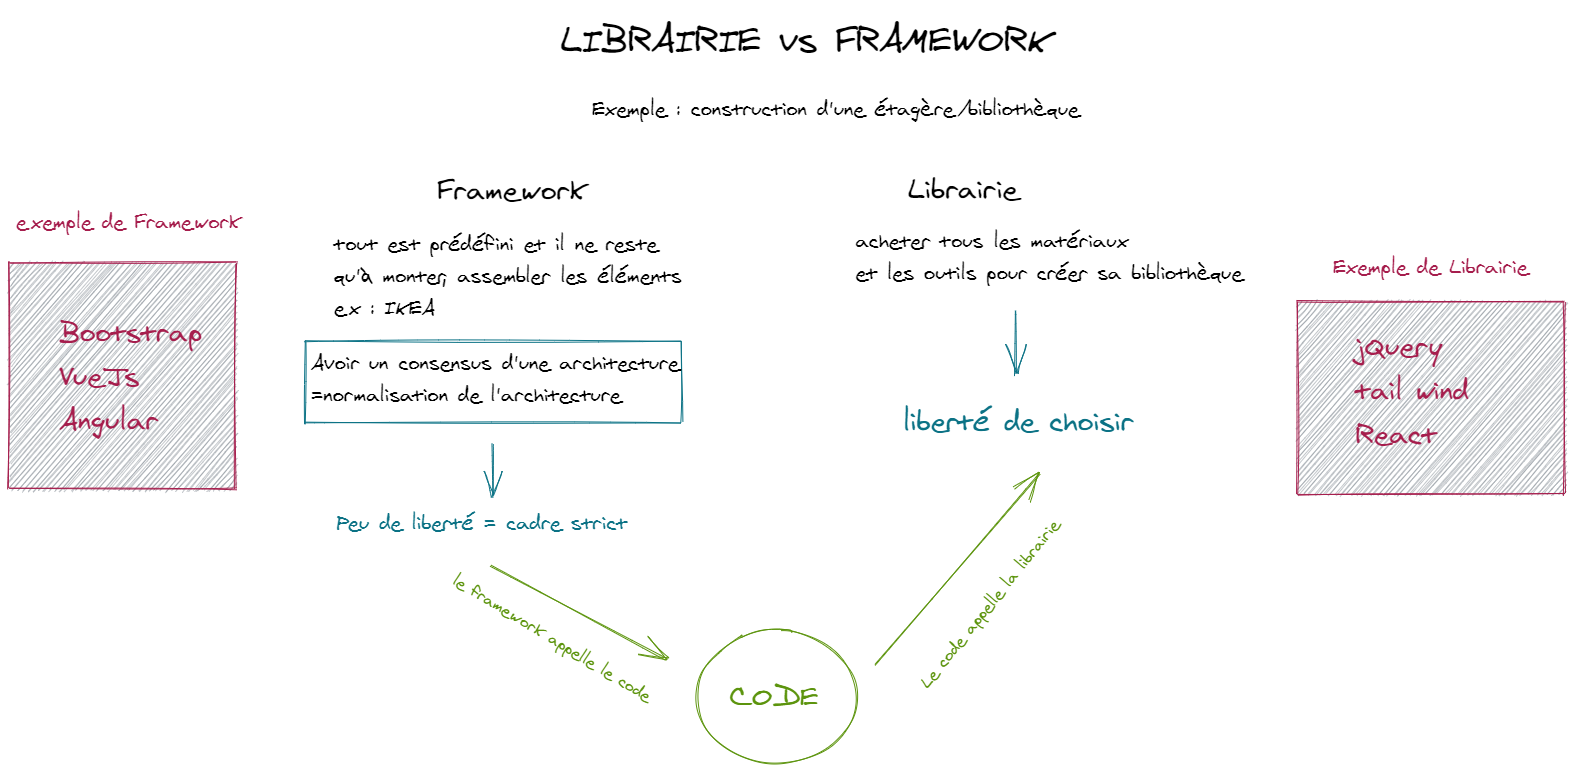 LIBRAIRIE vs FRAMEWORK
Exemple : construction d'une étagère/bibliothèque
Framework
tout est prédéfini et il ne reste
qu'à monter, assembler les éléments
ex : IKEA
Avoir un consensus d'une architecture
=normalisation de l'architecture
Peu de liberté = cadre strict
le framework appelle le code
exemple de Framework
Bootstrap
VueJs
Angular
Librairie
acheter tous les matériaux
et les outils pour créer sa bibliothèque
liberté de choisir
Le code appelle la librairie
CODE
Exemple de Librairie
jQuery
tail wind
React